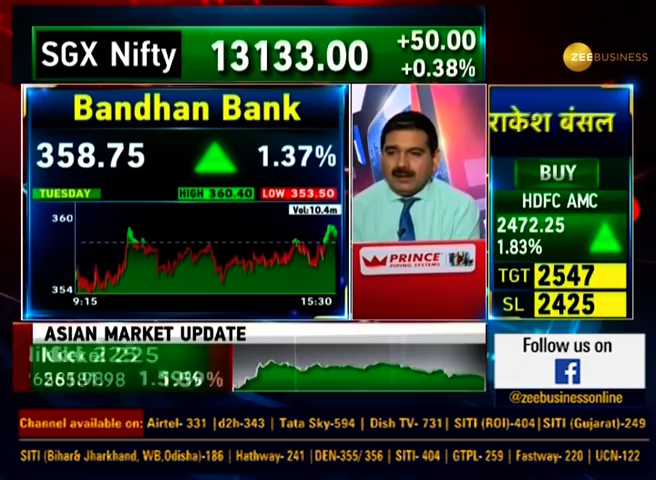 SGX Nifty 13133.00 +50.00
+0.38%
ZEE BUSINESS
Bandhan Bank
358.75 1.37%
TUESDAY HIGH 360.40 LOW 353.50
Vol:10.4m
360
354
9:15 15:30
PRINCE
PIPING SYSTEMS
राकेश बंसल
BUY
HDFC AMC
2472.25
1.83%
TGT 2547
SL 2425
ASIAN MARKET UPDATE
Follow us on
@zeebusinessonline
Channel available on: Airtel- 331 | d2h-343 | Tata Sky-594 | Dish TV- 731 | SITI (ROI)-404 | SITI (Gujarat)-249
SITI (Bihar & Jharkhand, WB,Odisha)-186 | Hathway- 241 | DEN-355/ 356 | SITI- 404 | GTPL- 259 | Fastway- 220 | UCN-122